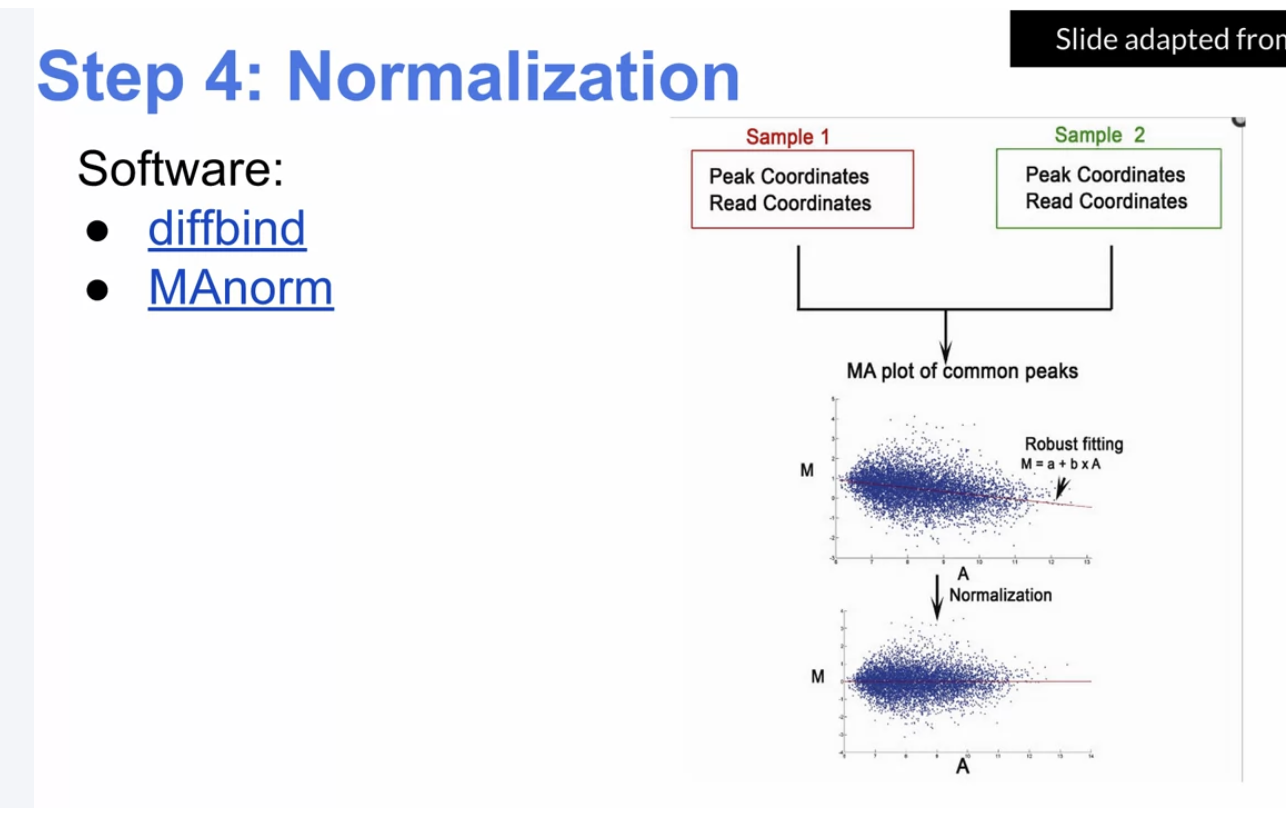 Slide adapted from
Step 4: Normalization
Software:
● diffbind
● MAnorm
Sample 1
Peak Coordinates
Read Coordinates
Sample 2
Peak Coordinates
Read Coordinates
MA plot of common peaks
M
Robust fitting
M = a + b x A
A
Normalization
M
A